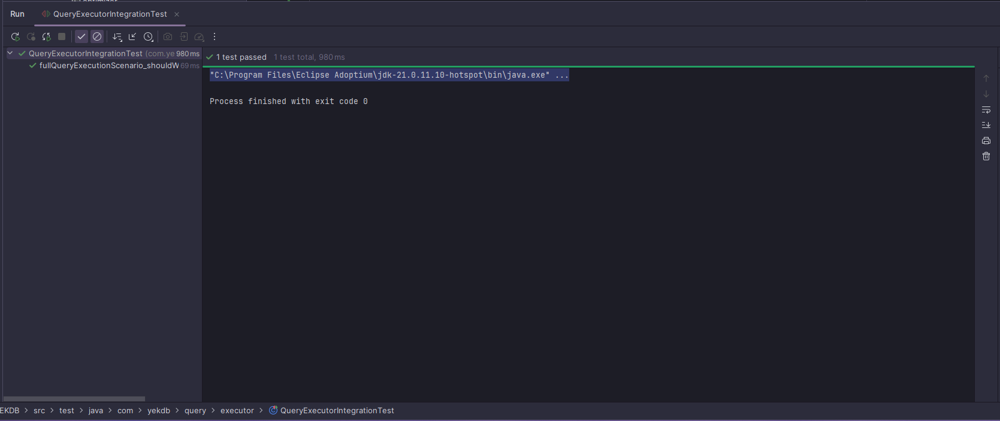 Run QueryExecutorIntegrationTest
QueryExecutorIntegrationTest (com.ye 980 ms
fullQueryExecutionScenario_shouldW 69 ms
1 test passed 1 test total, 980 ms
"C:\Program Files\Eclipse Adoptium\jdk-21.0.11.10-hotspot\bin\java.exe" ...
Process finished with exit code 0
EKDB > src > test > java > com > yekdb > query > executor > QueryExecutorIntegrationTest